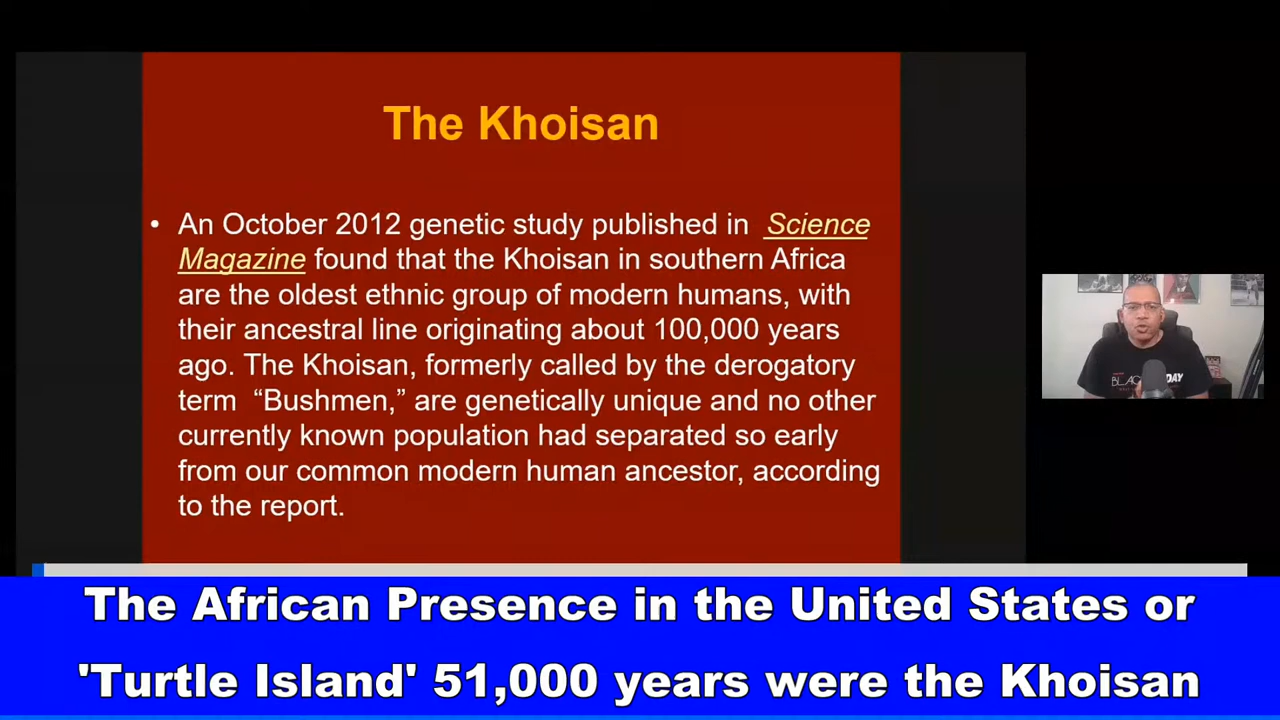 The Khoisan
• An October 2012 genetic study published in Science
Magazine found that the Khoisan in southern Africa
are the oldest ethnic group of modern humans, with
their ancestral line originating about 100,000 years
ago. The Khoisan, formerly called by the derogatory
term “Bushmen,” are genetically unique and no other
currently known population had separated so early
from our common modern human ancestor, according
to the report.
The African Presence in the United States or
'Turtle Island' 51,000 years were the Khoisan